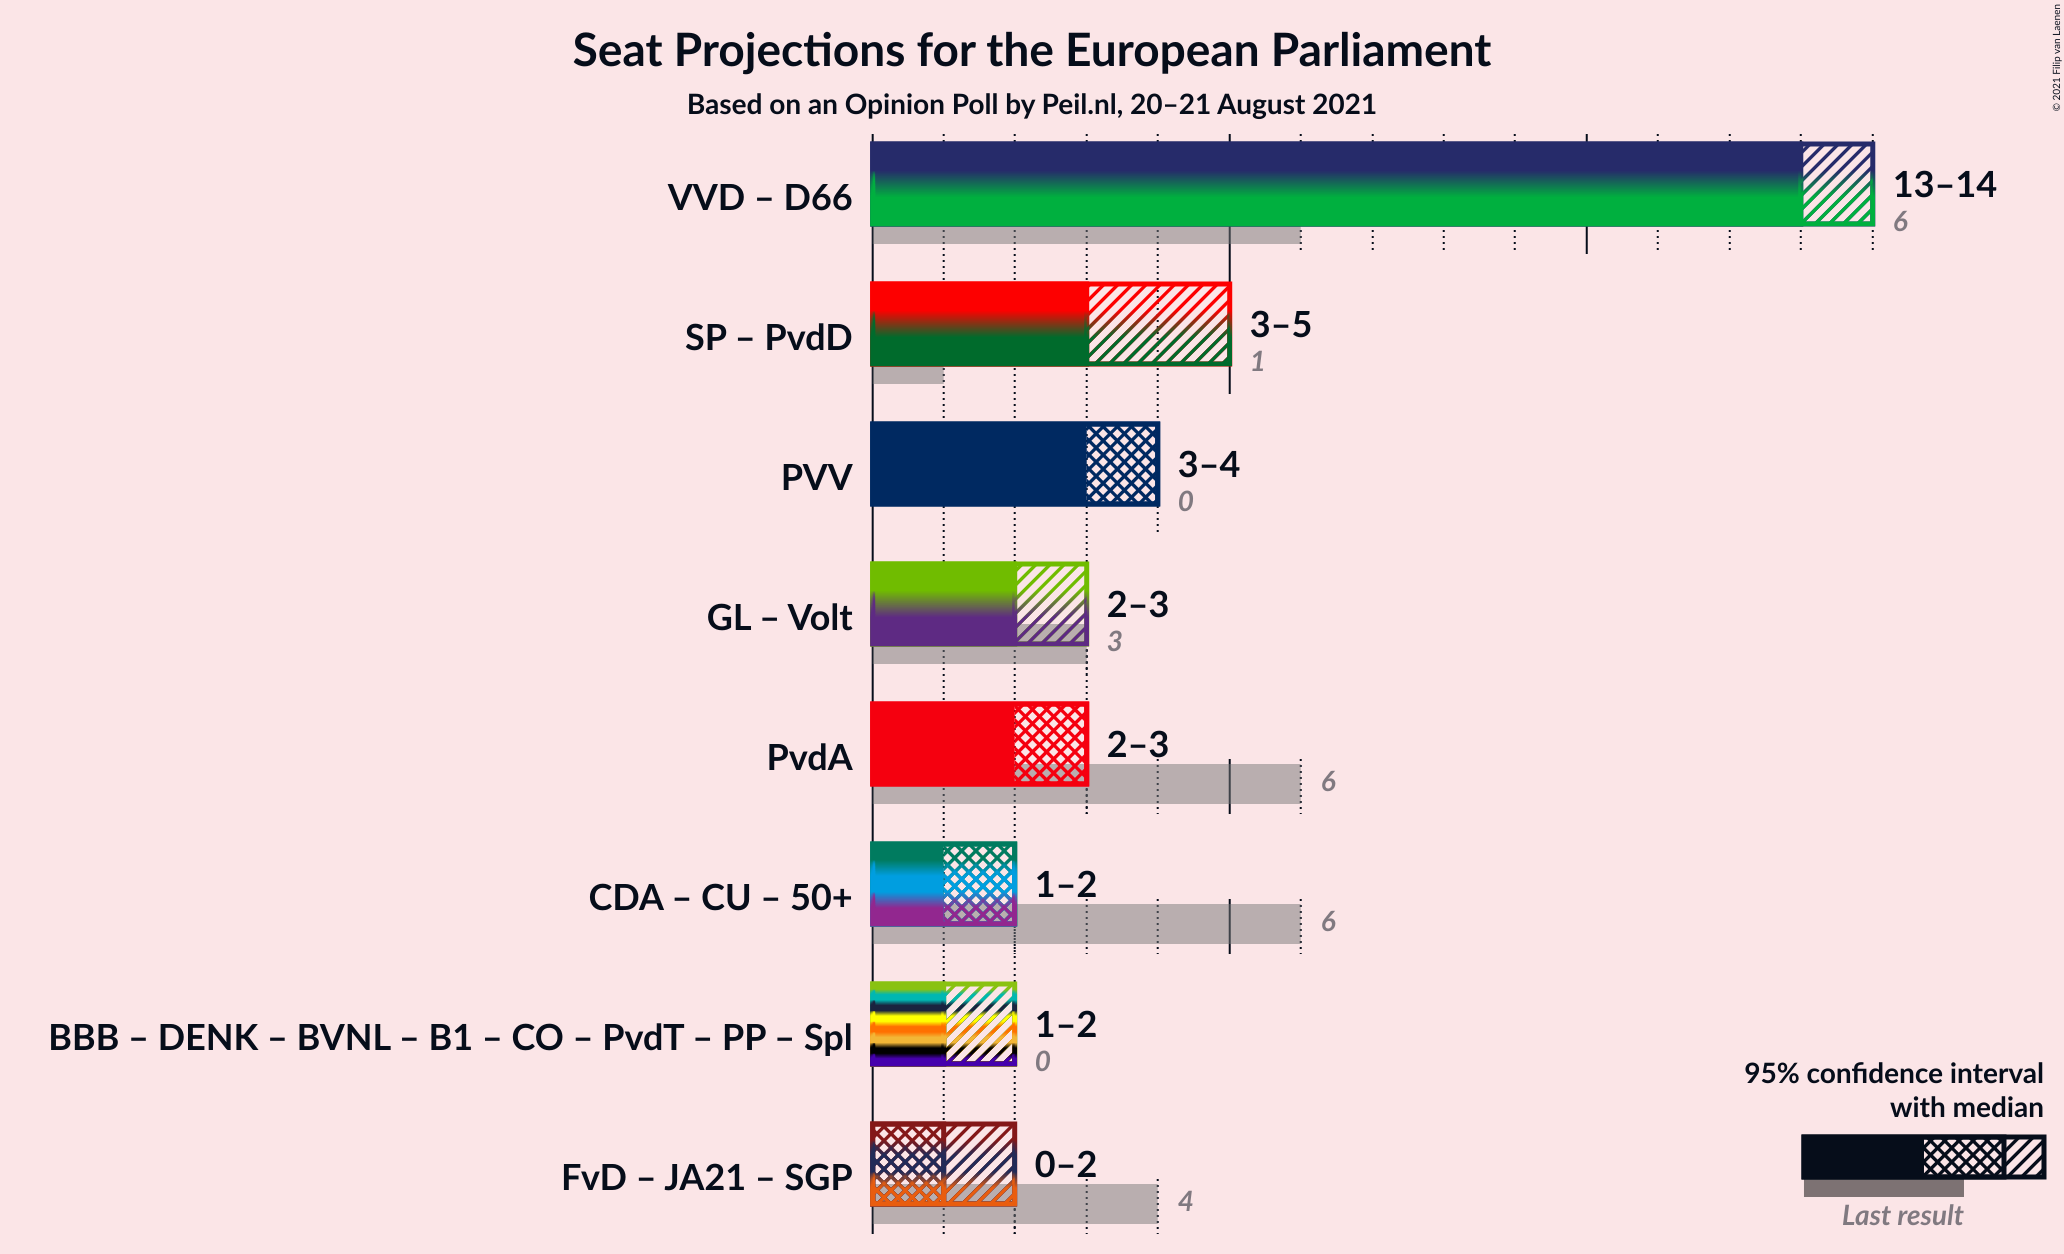 Seat Projections for the European Parliament
Based on an Opinion Poll by Peil.nl, 20–21 August 2021
© 2021 Filip van Laenen
VVD – D66
13–14
6
SP – PvdD
3–5
1
PVV
3–4
0
GL – Volt
2–3
3
PvdA
2–3
6
CDA – CU – 50+
1–2
6
BBB – DENK – BVNL – B1 – CO – PvdT – PP – Spl
1–2
0
FvD – JA21 – SGP
0–2
4
95% confidence interval
with median
Last result